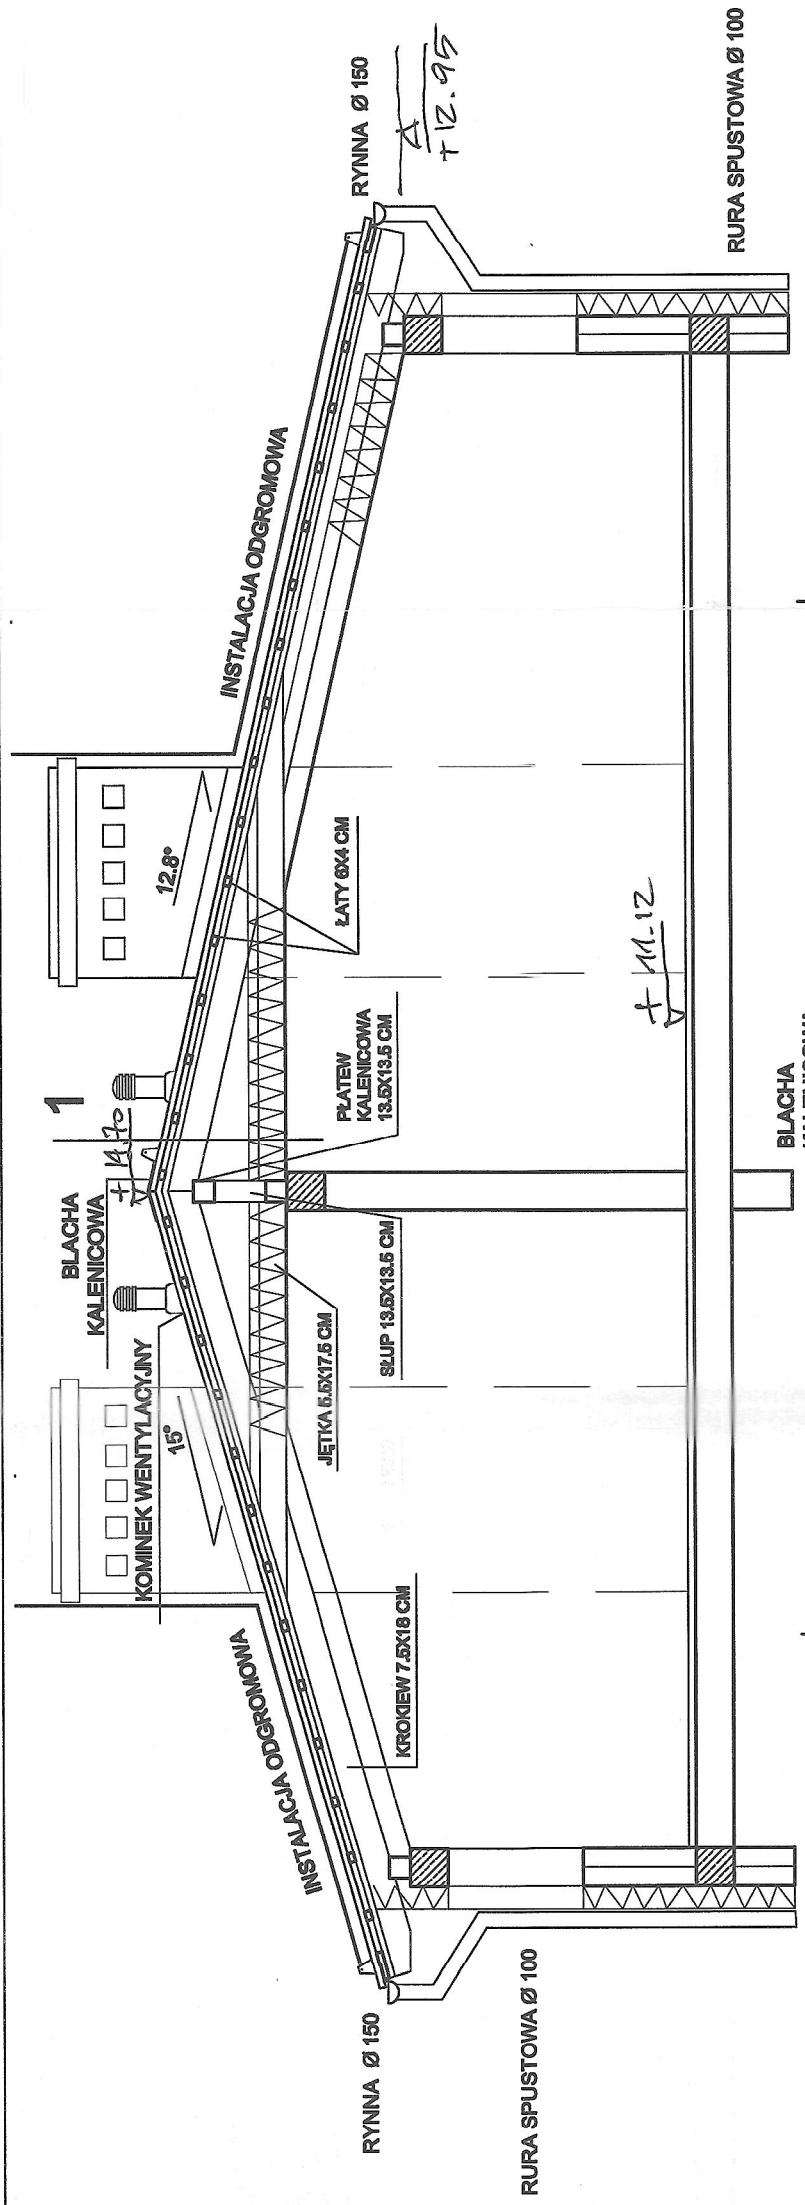 RYNNA Ø 150
RURA SPUSTOWA Ø 100
INSTALACJA ODGROMOWA
KROKIEW 7.5X18 CM
KOMINEK WENTYLACYJNY
15°
JĘTKA 5.5X17.5 CM
SŁUP 13.5X13.5 CM
BLACHA
KALENICOWA
+ 14.70
1
PŁATEW
KALENICOWA
13.5X13.5 CM
ŁATY 6X4 CM
12.8°
+ 11.12
INSTALACJA ODGROMOWA
RYNNA Ø 150
+ 12.95
RURA SPUSTOWA Ø 100
BLACHA